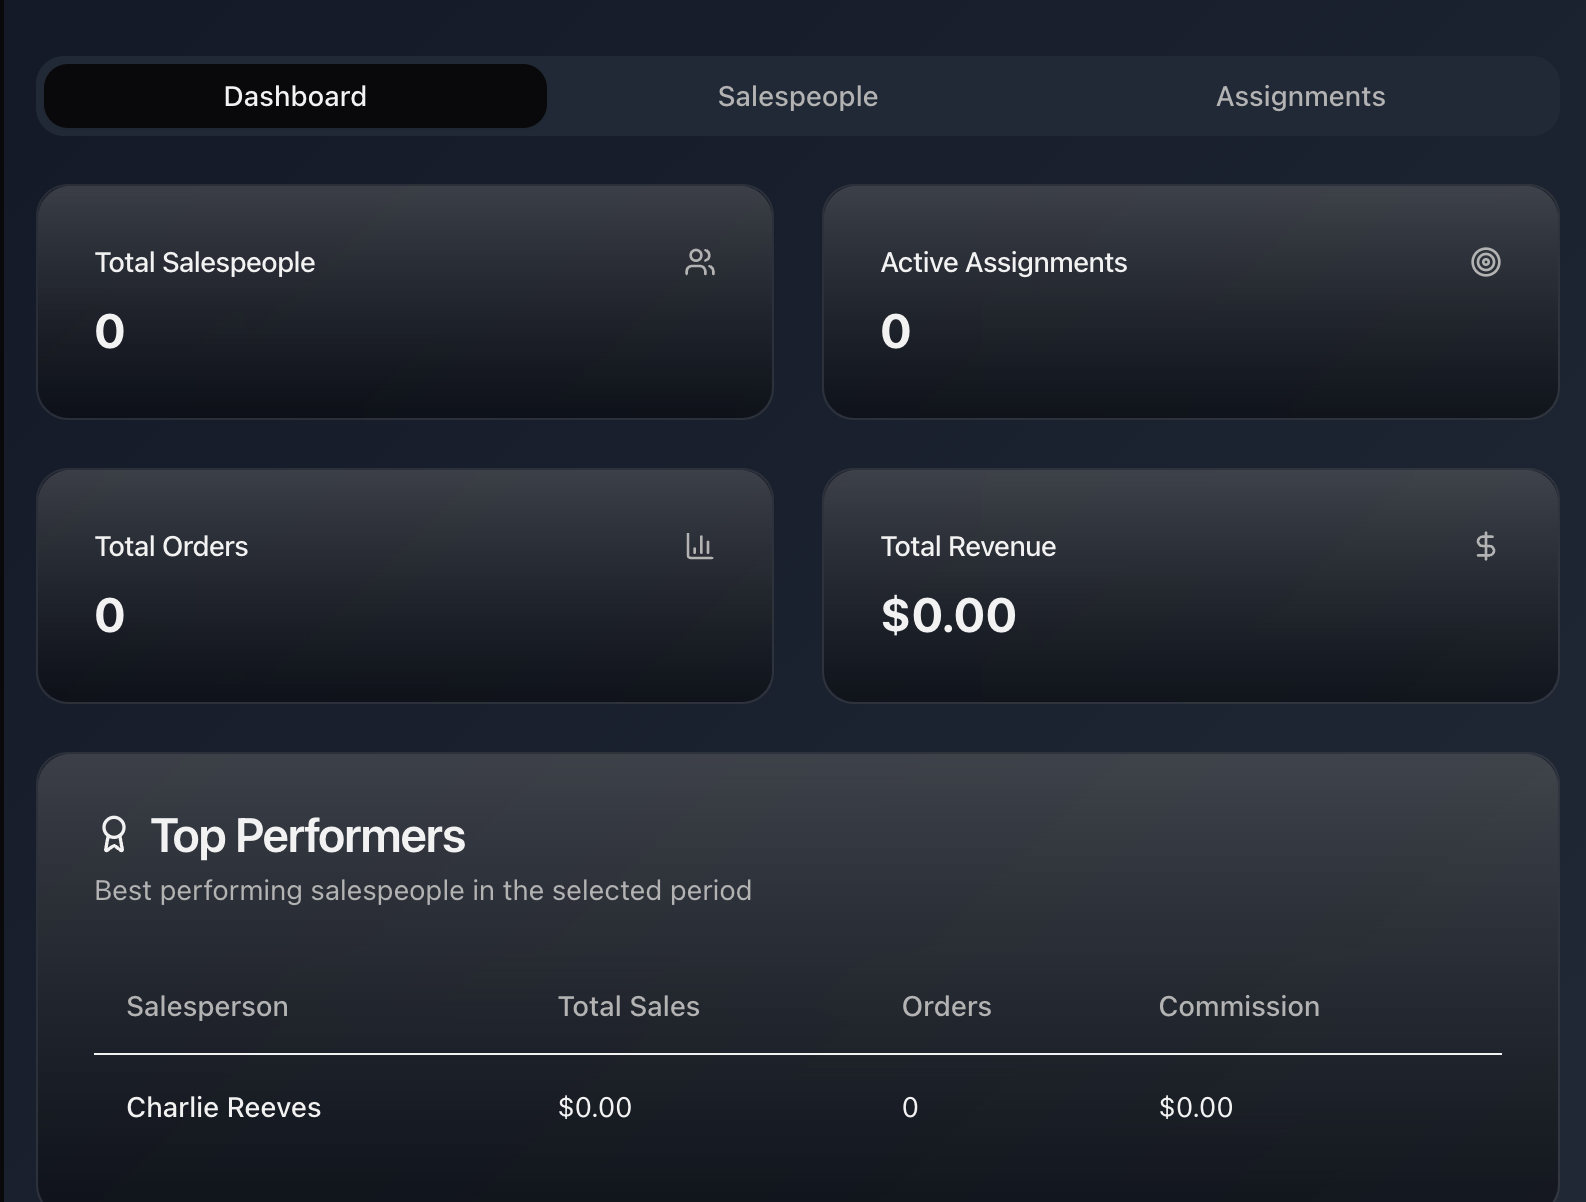 Dashboard Salespeople Assignments
Total Salespeople
0
Active Assignments
0
Total Orders
0
Total Revenue
$0.00
Top Performers
Best performing salespeople in the selected period
Salesperson Total Sales Orders Commission
Charlie Reeves $0.00 0 $0.00